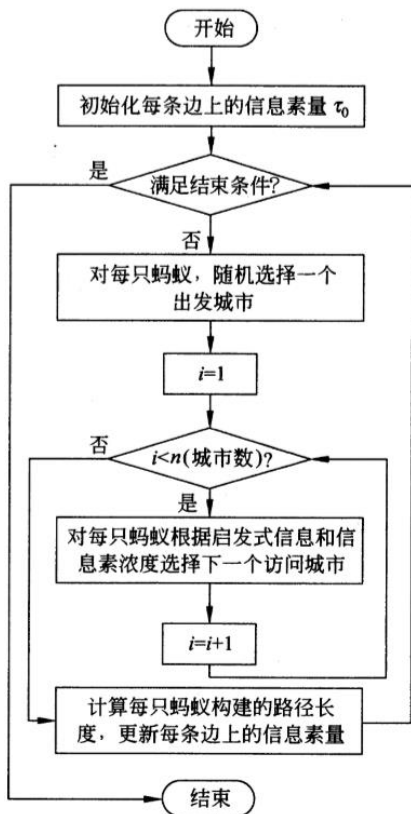 开始
初始化每条边上的信息素量 τ₀
是
满足结束条件?
否
对每只蚂蚁，随机选择一个
出发城市
i=1
否
i<n(城市数)?
是
对每只蚂蚁根据启发式信息和信
息素浓度选择下一个访问城市
i=i+1
计算每只蚂蚁构建的路径长
度，更新每条边上的信息素量
结束